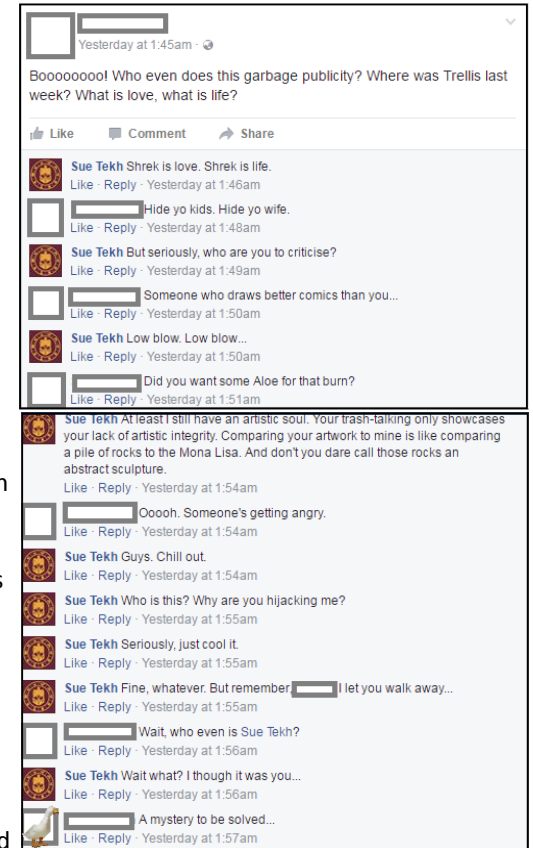 Yesterday at 1:45am ·
Boooooooo! Who even does this garbage publicity? Where was Trellis last
week? What is love, what is life?
Like Comment Share
Sue Tekh Shrek is love. Shrek is life.
Like · Reply · Yesterday at 1:46am
Hide yo kids. Hide yo wife.
Like · Reply · Yesterday at 1:48am
Sue Tekh But seriously, who are you to criticise?
Like · Reply · Yesterday at 1:49am
Someone who draws better comics than you...
Like · Reply · Yesterday at 1:50am
Sue Tekh Low blow. Low blow...
Like · Reply · Yesterday at 1:50am
Did you want some Aloe for that burn?
Like · Reply · Yesterday at 1:51am
Sue Tekh At least I still have an artistic soul. Your trash-talking only showcases
your lack of artistic integrity. Comparing your artwork to mine is like comparing
a pile of rocks to the Mona Lisa. And don't you dare call those rocks an
abstract sculpture.
Like · Reply · Yesterday at 1:54am
Ooooh. Someone's getting angry.
Like · Reply · Yesterday at 1:54am
Sue Tekh Guys. Chill out.
Like · Reply · Yesterday at 1:54am
Sue Tekh Who is this? Why are you hijacking me?
Like · Reply · Yesterday at 1:55am
Sue Tekh Seriously, just cool it.
Like · Reply · Yesterday at 1:55am
Sue Tekh Fine, whatever. But remember, I let you walk away...
Like · Reply · Yesterday at 1:55am
Wait, who even is Sue Tekh?
Like · Reply · Yesterday at 1:56am
Sue Tekh Wait what? I though it was you...
Like · Reply · Yesterday at 1:56am
A mystery to be solved...
Like · Reply · Yesterday at 1:57am